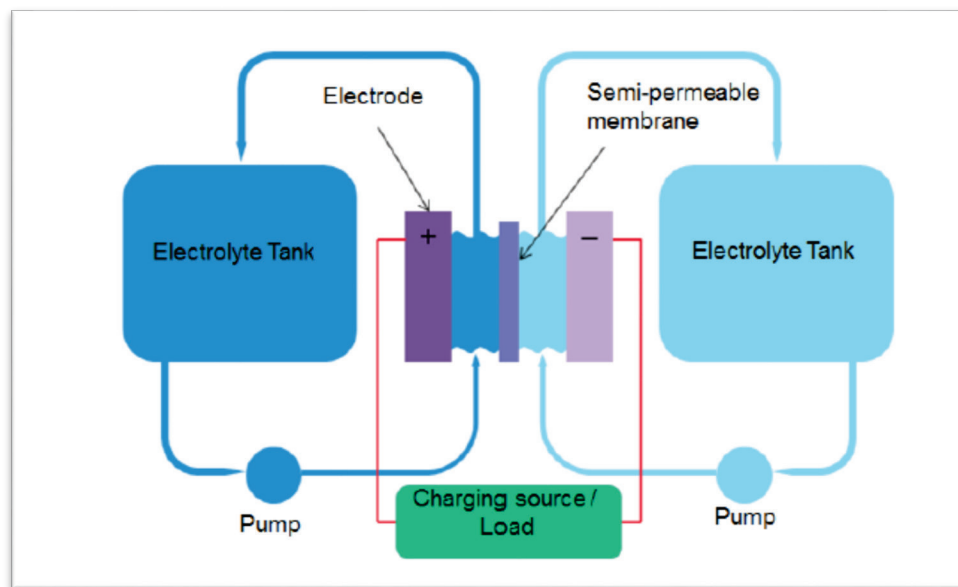 Electrode
Semi-permeable
membrane
Electrolyte Tank
+
–
Electrolyte Tank
Charging source /
Load
Pump
Pump